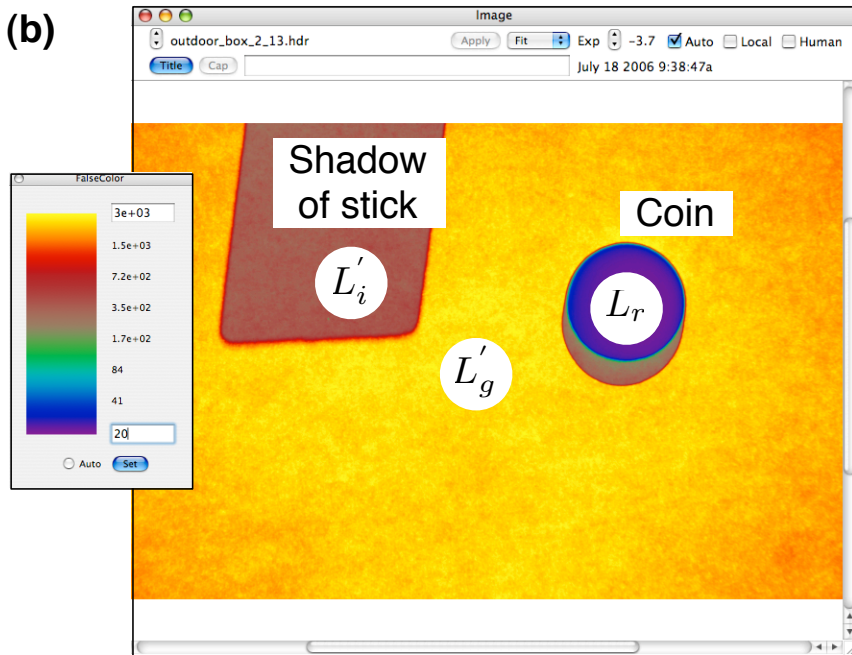 (b)
Image
outdoor_box_2_13.hdr Apply Fit Exp -3.7 Auto Local Human
Title Cap July 18 2006 9:38:47a
FalseColor
3e+03
1.5e+03
7.2e+02
3.5e+02
1.7e+02
84
41
20
Auto Set
Shadow
of stick
Coin
L'i
Lr
L'g